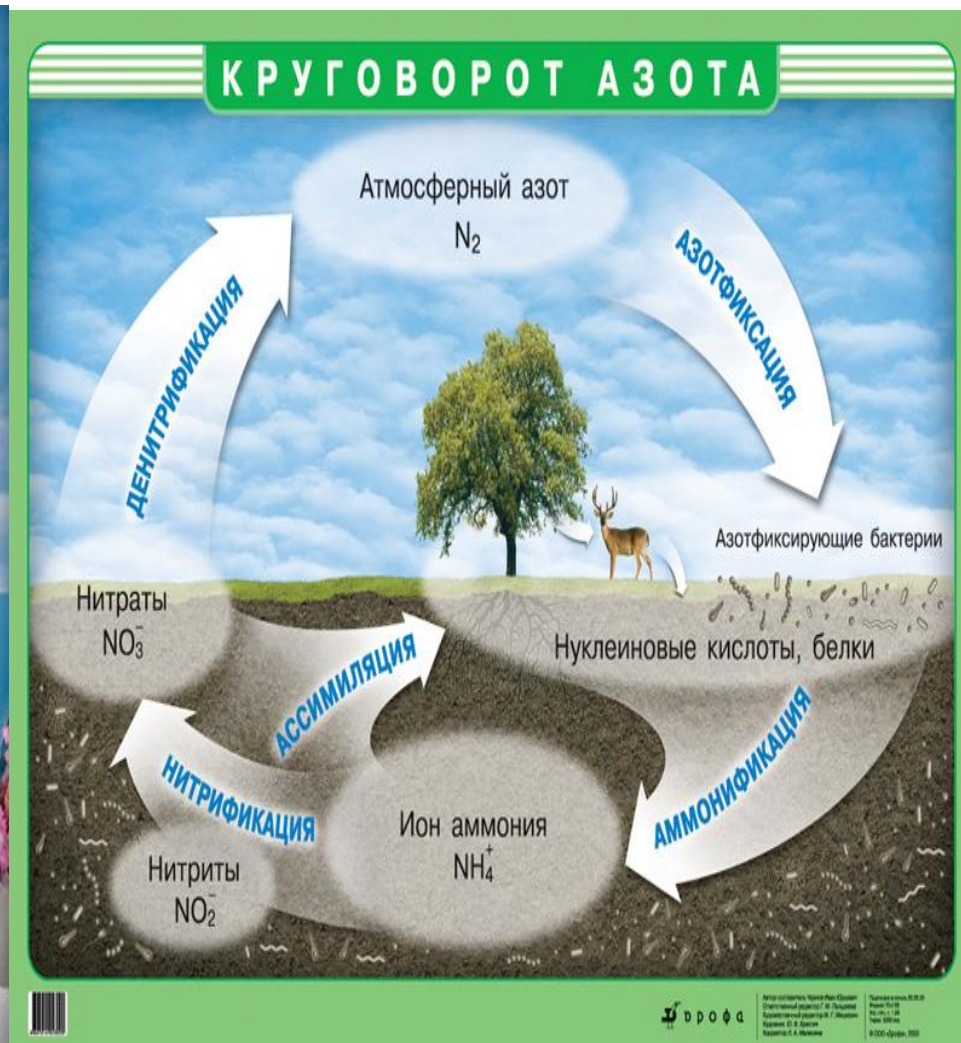 КРУГОВОРОТ АЗОТА
Атмосферный азот
N₂
АЗОТФИКСАЦИЯ
ДЕНИТРИФИКАЦИЯ
Азотфиксирующие бактерии
Нитраты
NO₃⁻
Нуклеиновые кислоты, белки
АССИМИЛЯЦИЯ
НИТРИФИКАЦИЯ
АММОНИФИКАЦИЯ
Ион аммония
NH₄⁺
Нитриты
NO₂⁻
дрофа